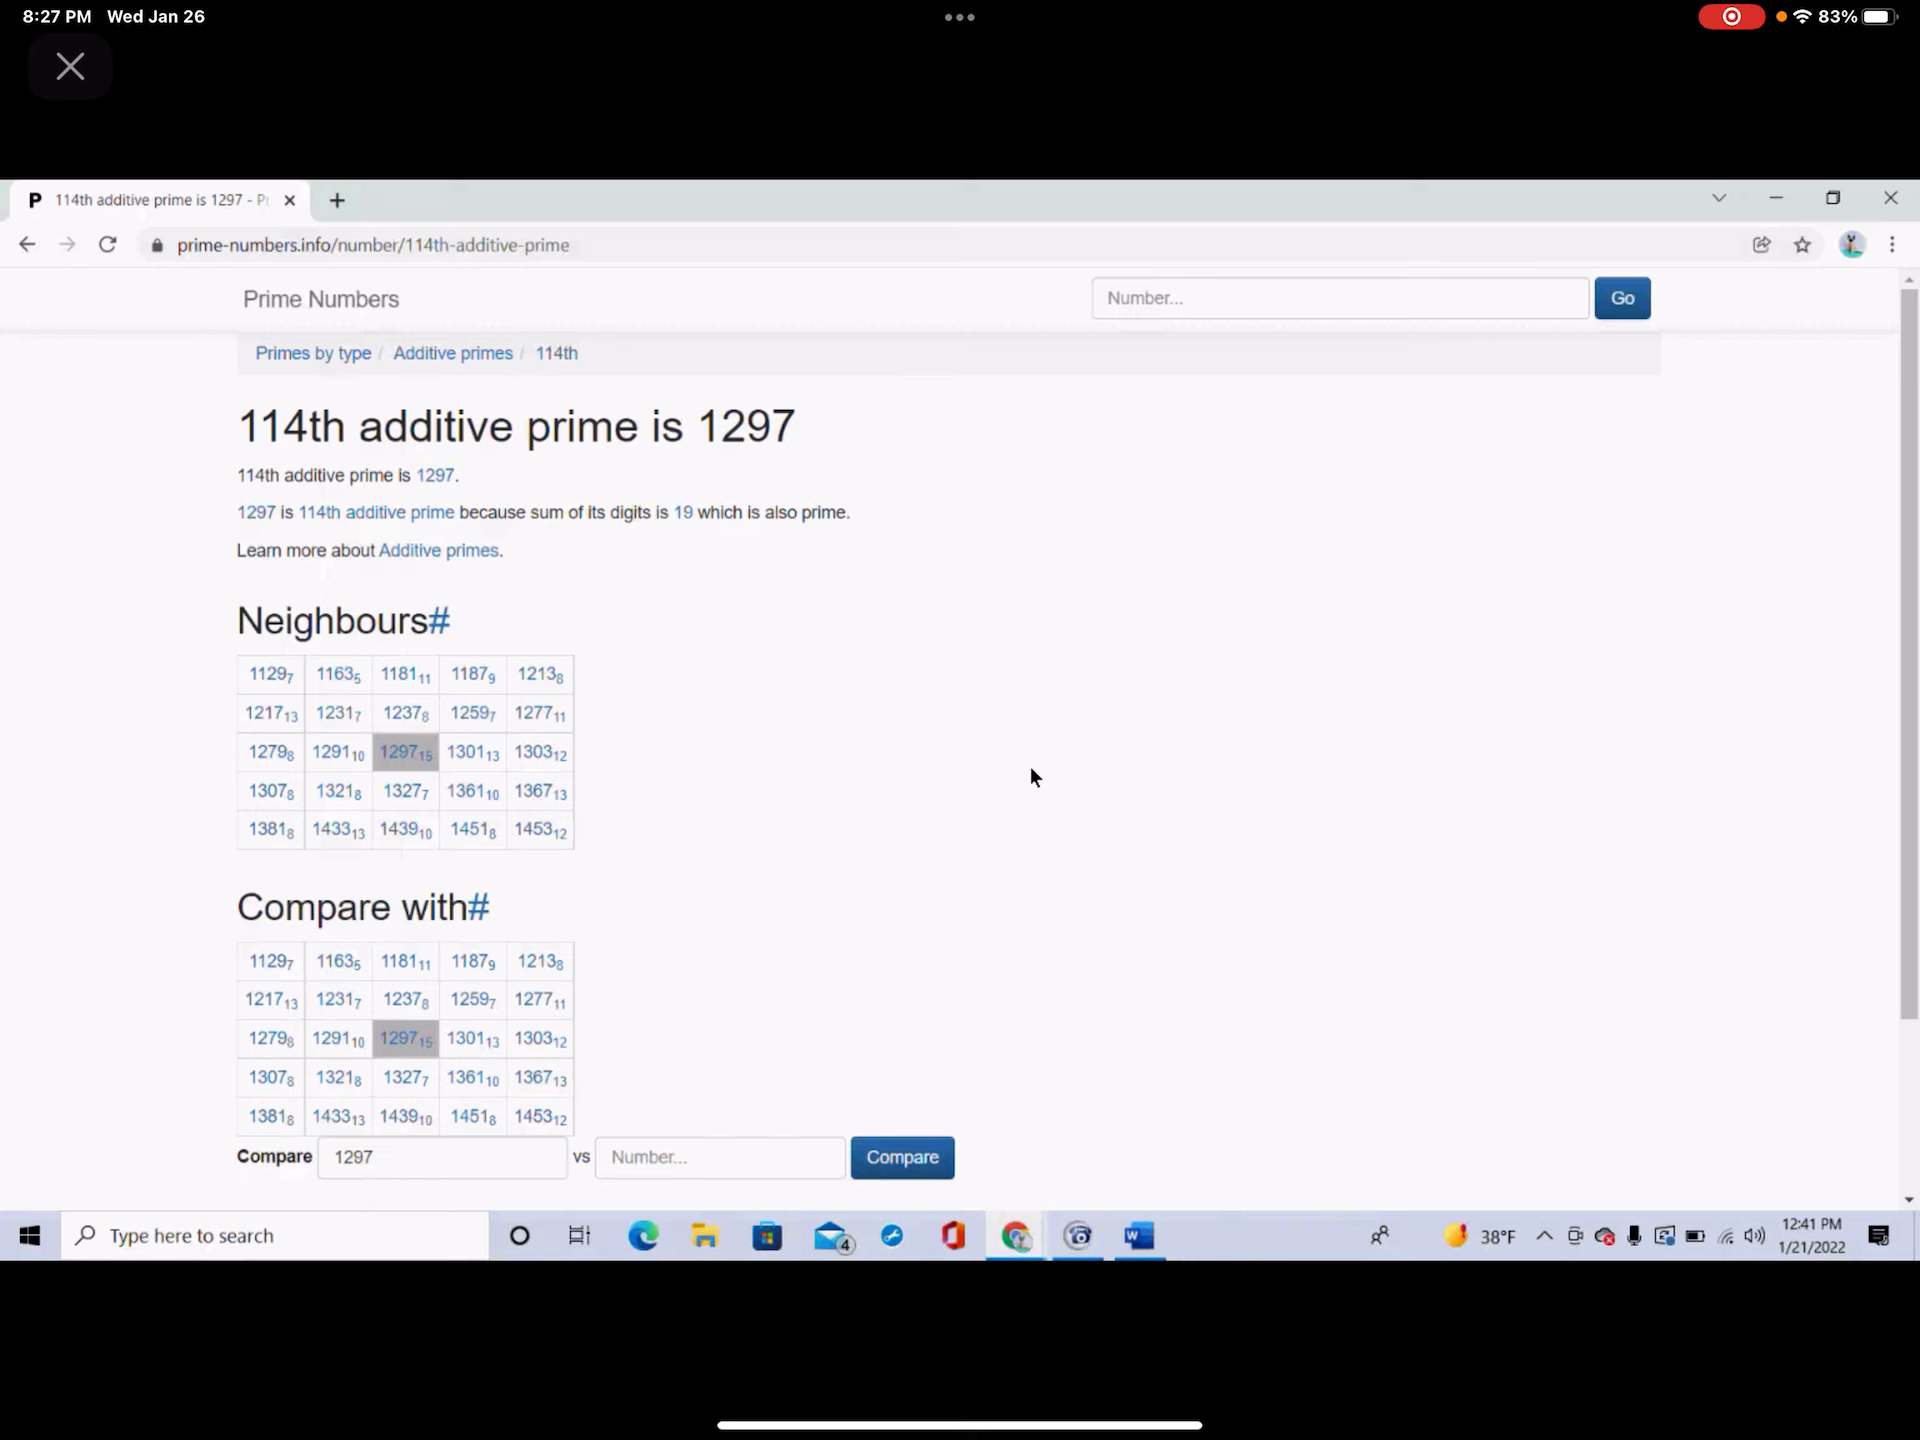 8:27 PM Wed Jan 26
83%
P 114th additive prime is 1297 - Pr
prime-numbers.info/number/114th-additive-prime
Prime Numbers
Number...
Go
Primes by type / Additive primes / 114th
114th additive prime is 1297
114th additive prime is 1297.
1297 is 114th additive prime because sum of its digits is 19 which is also prime.
Learn more about Additive primes.
Neighbours#
1129₇ 1163₅ 1181₁₁ 1187₉ 1213₈
1217₁₃ 1231₇ 1237₈ 1259₇ 1277₁₁
1279₈ 1291₁₀ 1297₁₅ 1301₁₃ 1303₁₂
1307₈ 1321₈ 1327₇ 1361₁₀ 1367₁₃
1381₈ 1433₁₃ 1439₁₀ 1451₈ 1453₁₂
Compare with#
1129₇ 1163₅ 1181₁₁ 1187₉ 1213₈
1217₁₃ 1231₇ 1237₈ 1259₇ 1277₁₁
1279₈ 1291₁₀ 1297₁₅ 1301₁₃ 1303₁₂
1307₈ 1321₈ 1327₇ 1361₁₀ 1367₁₃
1381₈ 1433₁₃ 1439₁₀ 1451₈ 1453₁₂
Compare 1297 vs Number... Compare
Type here to search
4
W
38°F
12:41 PM
1/21/2022